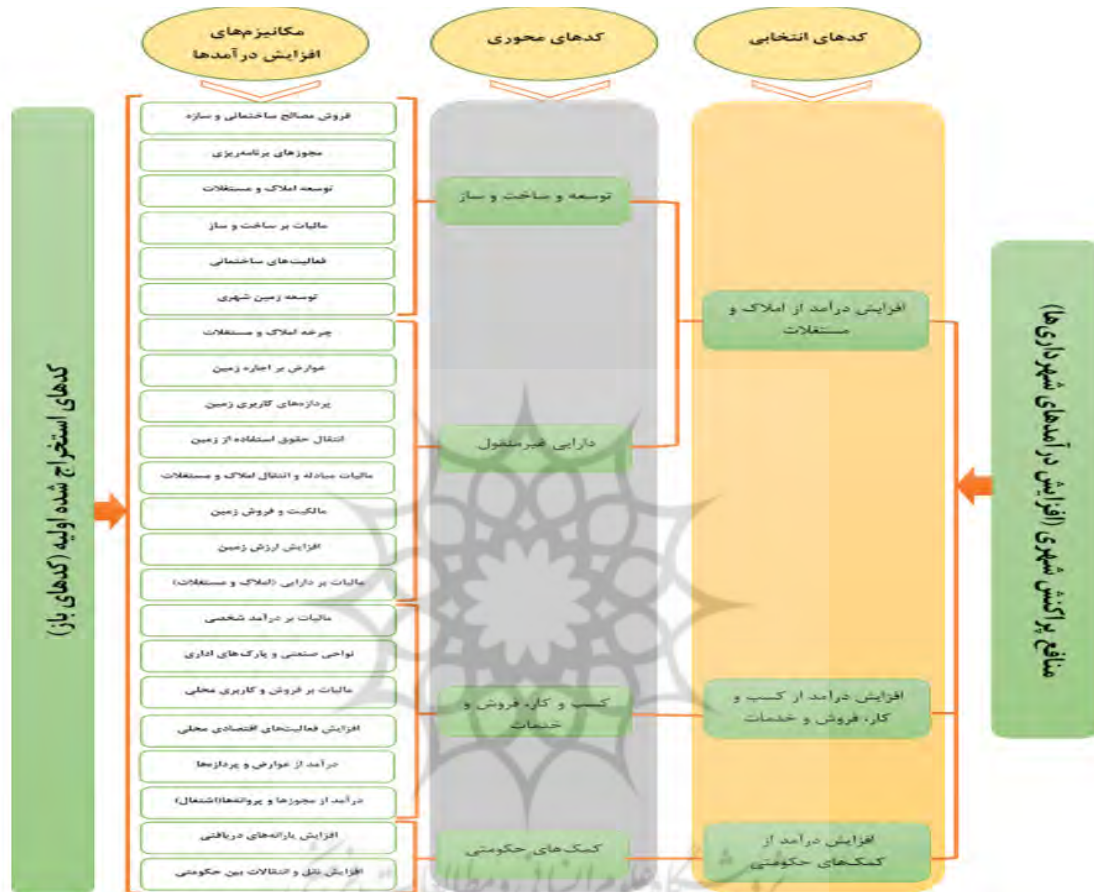 کدهای انتخابی
کدهای محوری
مکانیزم‌های
افزایش درآمدها
منافع پراکنش شهری (افزایش درآمدهای شهرداری‌ها)
افزایش درآمد از املاک و
مستغلات
افزایش درآمد از کسب و
کار، فروش و خدمات
افزایش درآمد از
کمک‌های حکومتی
توسعه و ساخت و ساز
دارایی غیرمنقول
کسب و کار، فروش و
خدمات
کمک‌های حکومتی
فروش مصالح ساختمانی و سازه
مجوزهای برنامه‌ریزی
توسعه املاک و مستغلات
مالیات بر ساخت و ساز
فعالیت‌های ساختمانی
توسعه زمین شهری
چرخه املاک و مستغلات
عوارض بر اجاره زمین
پردازه‌های کاربری زمین
انتقال حقوق استفاده از زمین
مالیات مبادله و انتقال املاک و مستغلات
مالکیت و فروش زمین
افزایش ارزش زمین
مالیات بر دارایی (املاک و مستغلات)
مالیات بر درآمد شخصی
نواحی صنعتی و پارک‌های اداری
مالیات بر فروش و کاربری محلی
افزایش فعالیت‌های اقتصادی محلی
درآمد از عوارض و پردازه‌ها
درآمد از مجوزها و پروانه‌ها(اشتغال)
افزایش یارانه‌های دریافتی
افزایش نقل و انتقالات بین حکومتی
کدهای استخراج شده اولیه (کدهای باز)